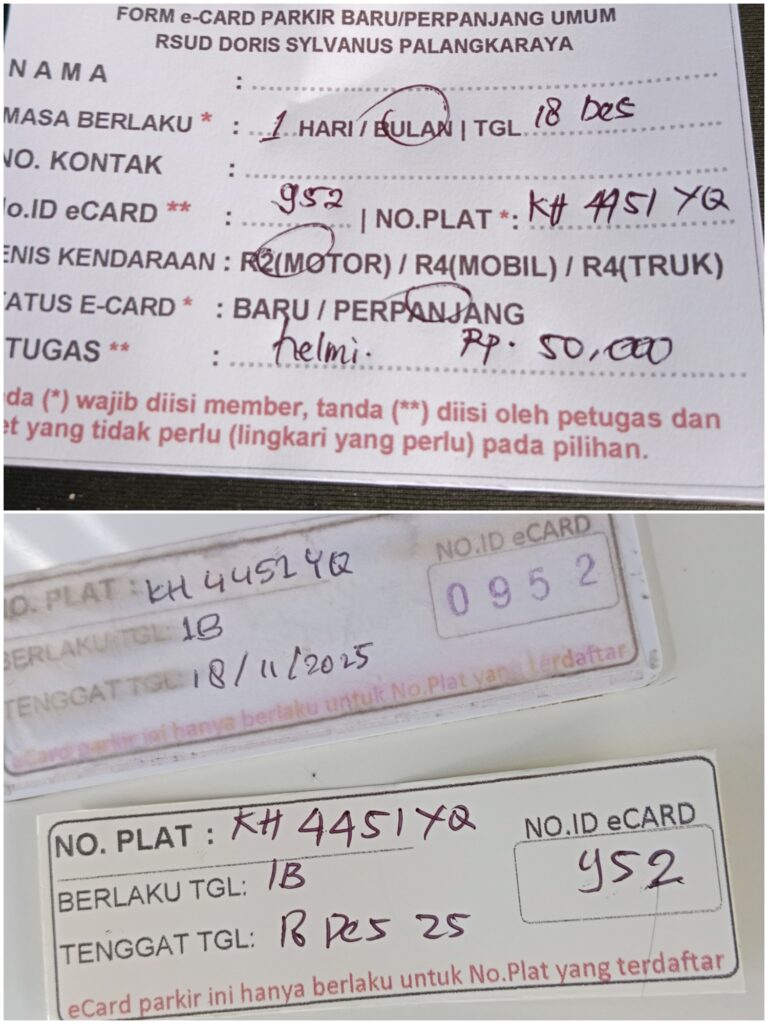 FORM e-CARD PARKIR BARU/PERPANJANG UMUM
RSUD DORIS SYLVANUS PALANGKARAYA
NAMA :
MASA BERLAKU * : 1 HARI / BULAN | TGL 18 Des
NO. KONTAK :
No.ID eCARD ** : 952 | NO.PLAT *: KH 4451 YQ
ENIS KENDARAAN : R2(MOTOR) / R4(MOBIL) / R4(TRUK)
ATUS E-CARD * : BARU / PERPANJANG
TUGAS ** : helmi. Rp. 50,000
da (*) wajib diisi member, tanda (**) diisi oleh petugas dan
et yang tidak perlu (lingkari yang perlu) pada pilihan.
NO. PLAT : KH 4451 YQ
NO.ID eCARD
0952
BERLAKU TGL: 1B
TENGGAT TGL: 18/11/2025
eCard parkir ini hanya berlaku untuk No.Plat yang terdaftar
NO. PLAT : KH 4451 YQ
NO.ID eCARD
952
BERLAKU TGL: 1B
TENGGAT TGL: 18 Des 25
eCard parkir ini hanya berlaku untuk No.Plat yang terdaftar